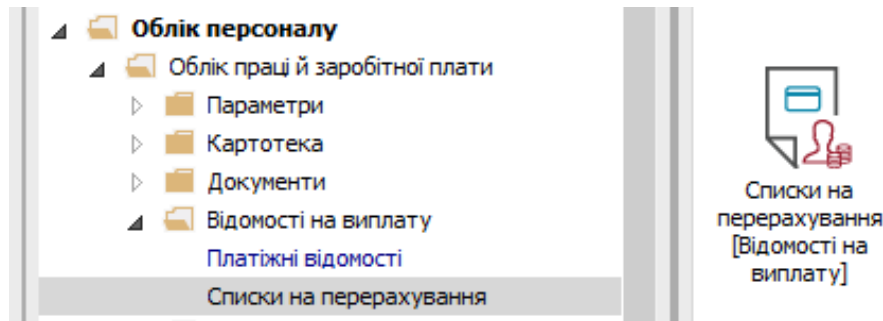 Облік персоналу
Облік праці й заробітної плати
Параметри
Картотека
Документи
Відомості на виплату
Платіжні відомості
Списки на перерахування
Списки на
перерахування
[Відомості на
виплату]